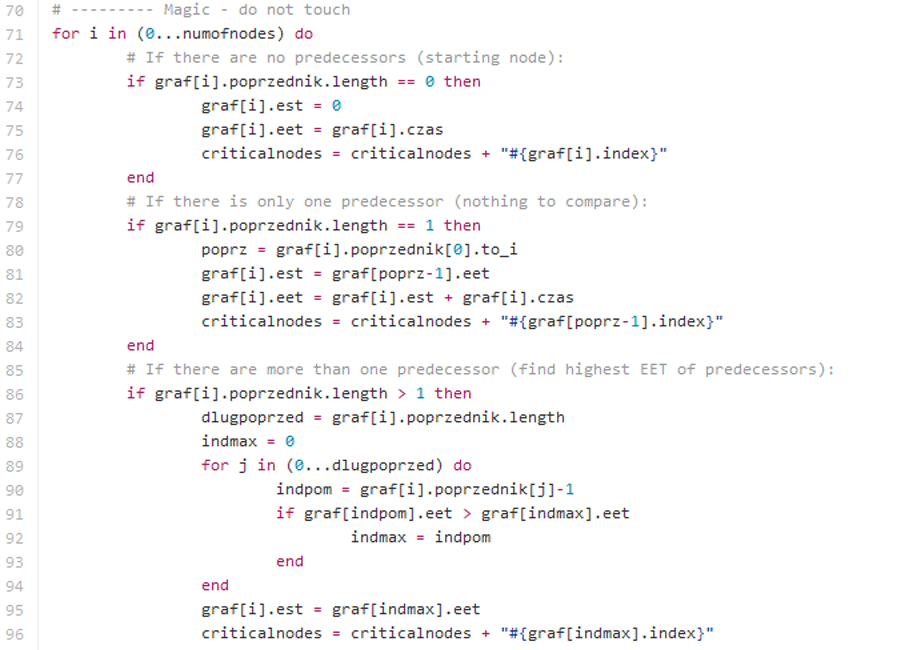 70 # --------- Magic - do not touch
71 for i in (0...numofnodes) do
72 # If there are no predecessors (starting node):
73 if graf[i].poprzednik.length == 0 then
74 graf[i].est = 0
75 graf[i].eet = graf[i].czas
76 criticalnodes = criticalnodes + "#{graf[i].index}"
77 end
78 # If there is only one predecessor (nothing to compare):
79 if graf[i].poprzednik.length == 1 then
80 poprz = graf[i].poprzednik[0].to_i
81 graf[i].est = graf[poprz-1].eet
82 graf[i].eet = graf[i].est + graf[i].czas
83 criticalnodes = criticalnodes + "#{graf[poprz-1].index}"
84 end
85 # If there are more than one predecessor (find highest EET of predecessors):
86 if graf[i].poprzednik.length > 1 then
87 dlugpoprzed = graf[i].poprzednik.length
88 indmax = 0
89 for j in (0...dlugpoprzed) do
90 indpom = graf[i].poprzednik[j]-1
91 if graf[indpom].eet > graf[indmax].eet
92 indmax = indpom
93 end
94 end
95 graf[i].est = graf[indmax].eet
96 criticalnodes = criticalnodes + "#{graf[indmax].index}"